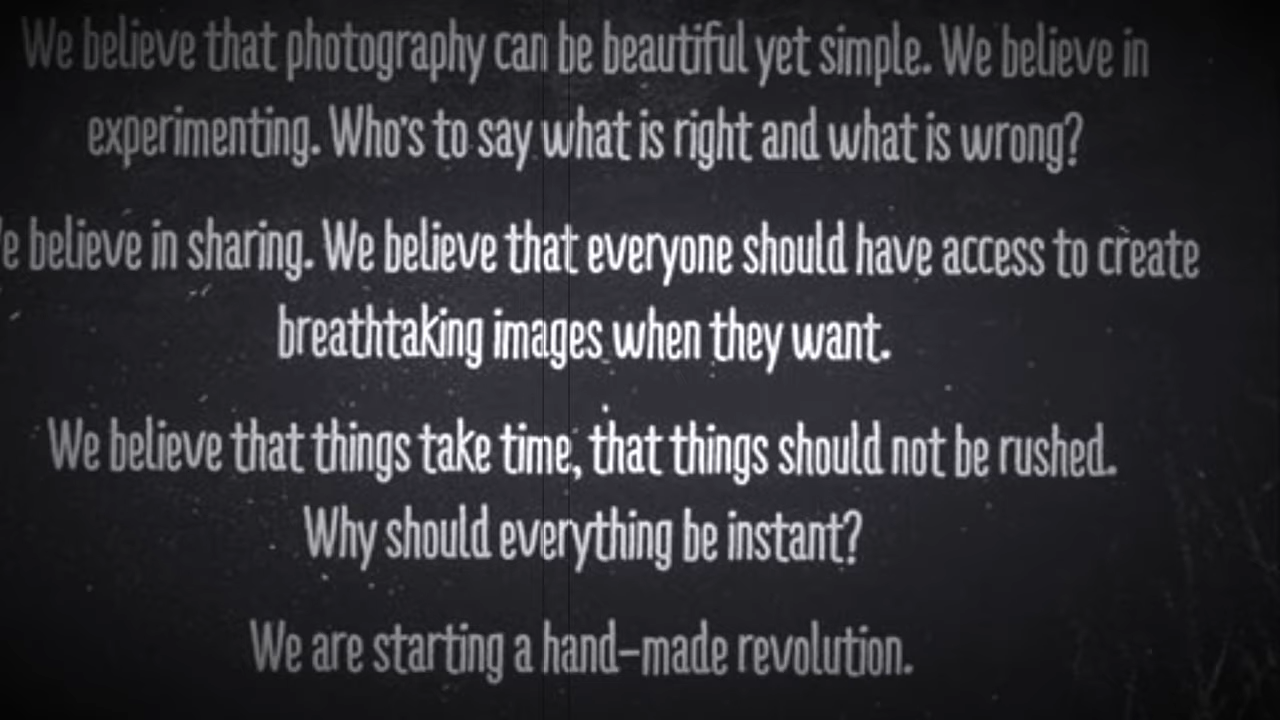 We believe that photography can be beautiful yet simple. We believe in
experimenting. Who's to say what is right and what is wrong?
e believe in sharing. We believe that everyone should have access to create
breathtaking images when they want.
We believe that things take time, that things should not be rushed.
Why should everything be instant?
We are starting a hand-made revolution.